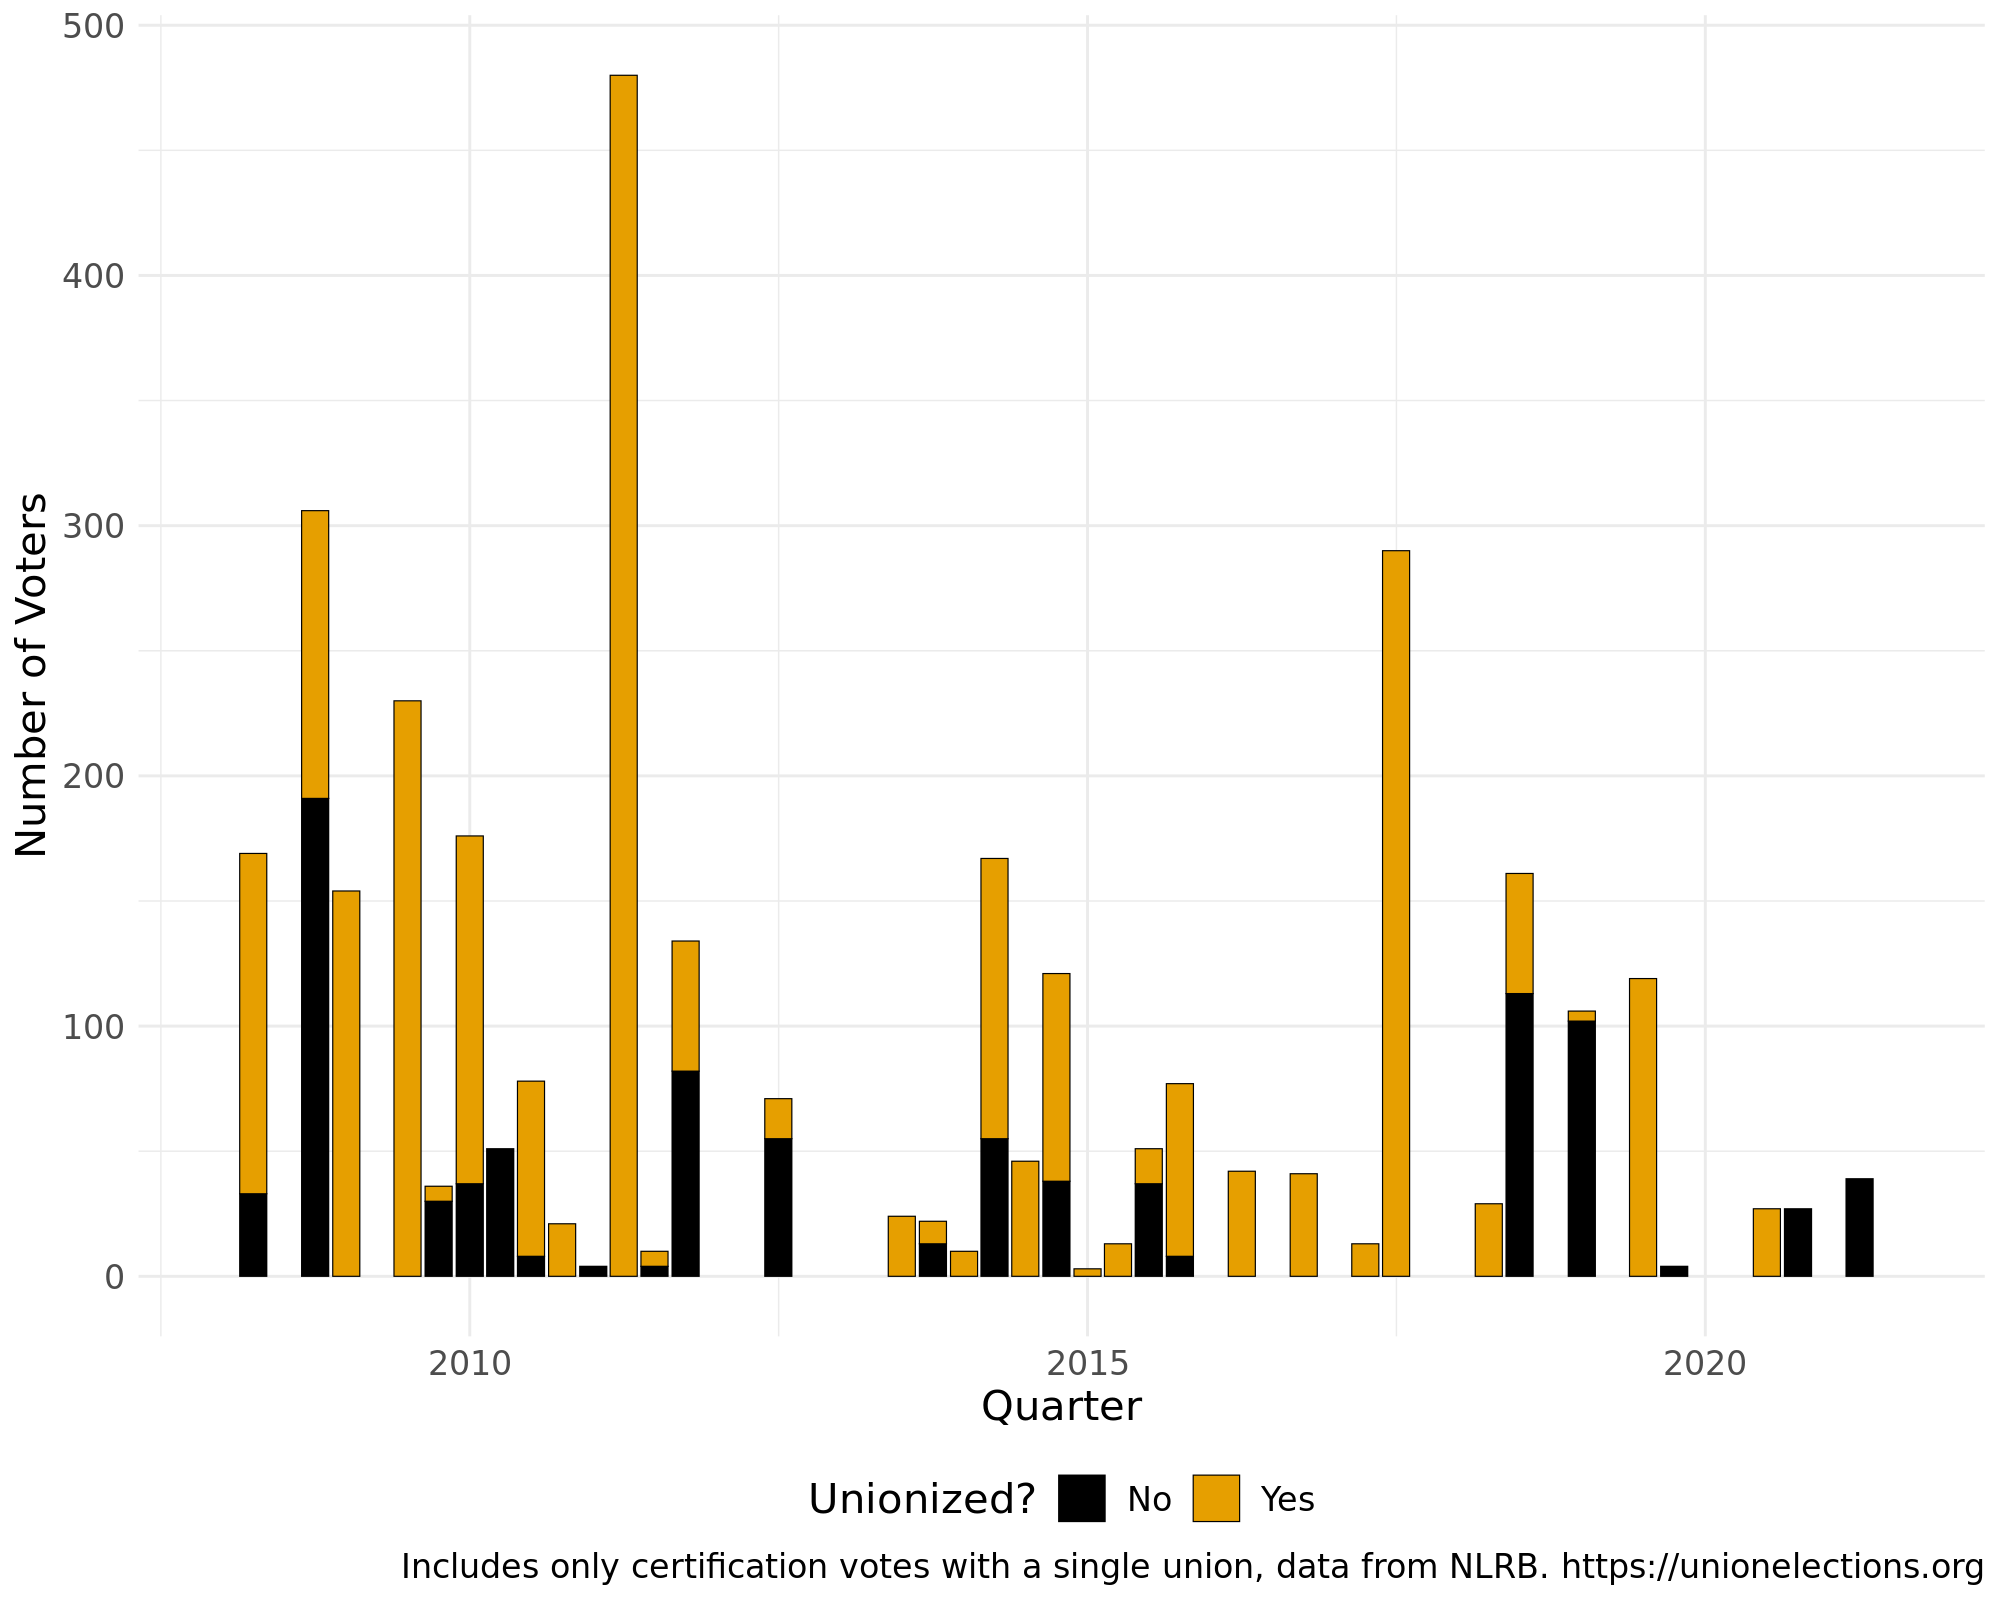 500
400
300
200
100
0
Number of Voters
2010 2015 2020
Quarter
Unionized? No Yes
Includes only certification votes with a single union, data from NLRB. https://unionelections.org